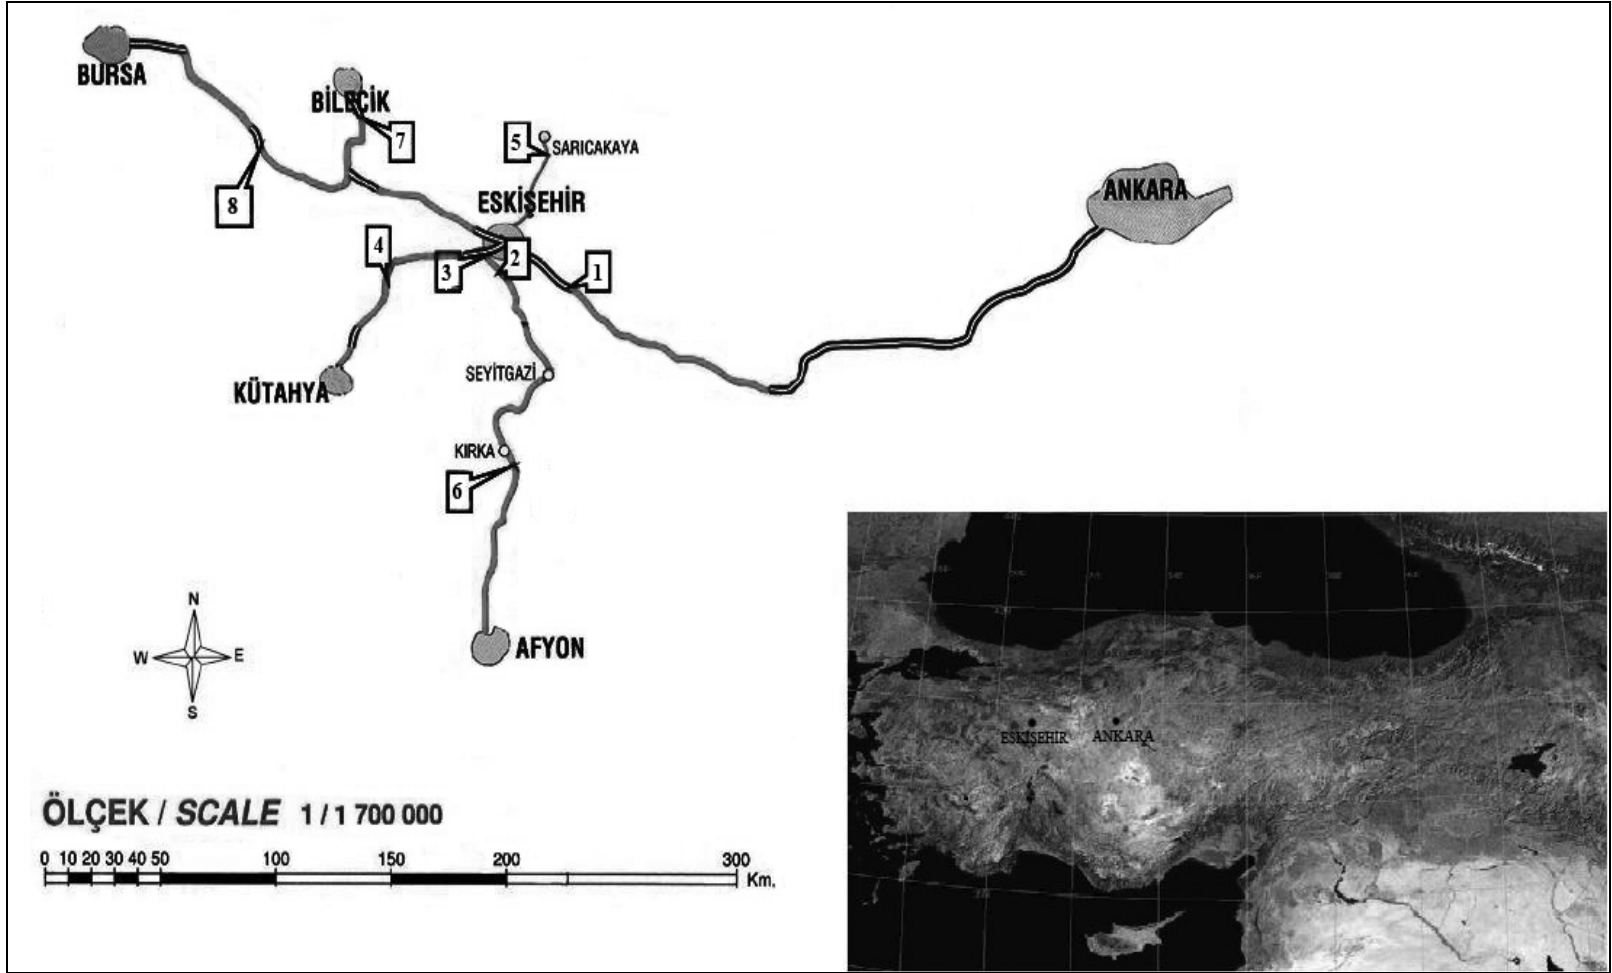 BURSA
BİLECİK
7
5
SARICAKAYA
8
ESKİŞEHİR
ANKARA
4
3
2
1
SEYİTGAZİ
KÜTAHYA
KIRKA
6
AFYON
N
W
E
S
ESKİŞEHİR
ANKARA
ÖLÇEK / SCALE 1 / 1 700 000
0 10 20 30 40 50 100 150 200 300
Km.